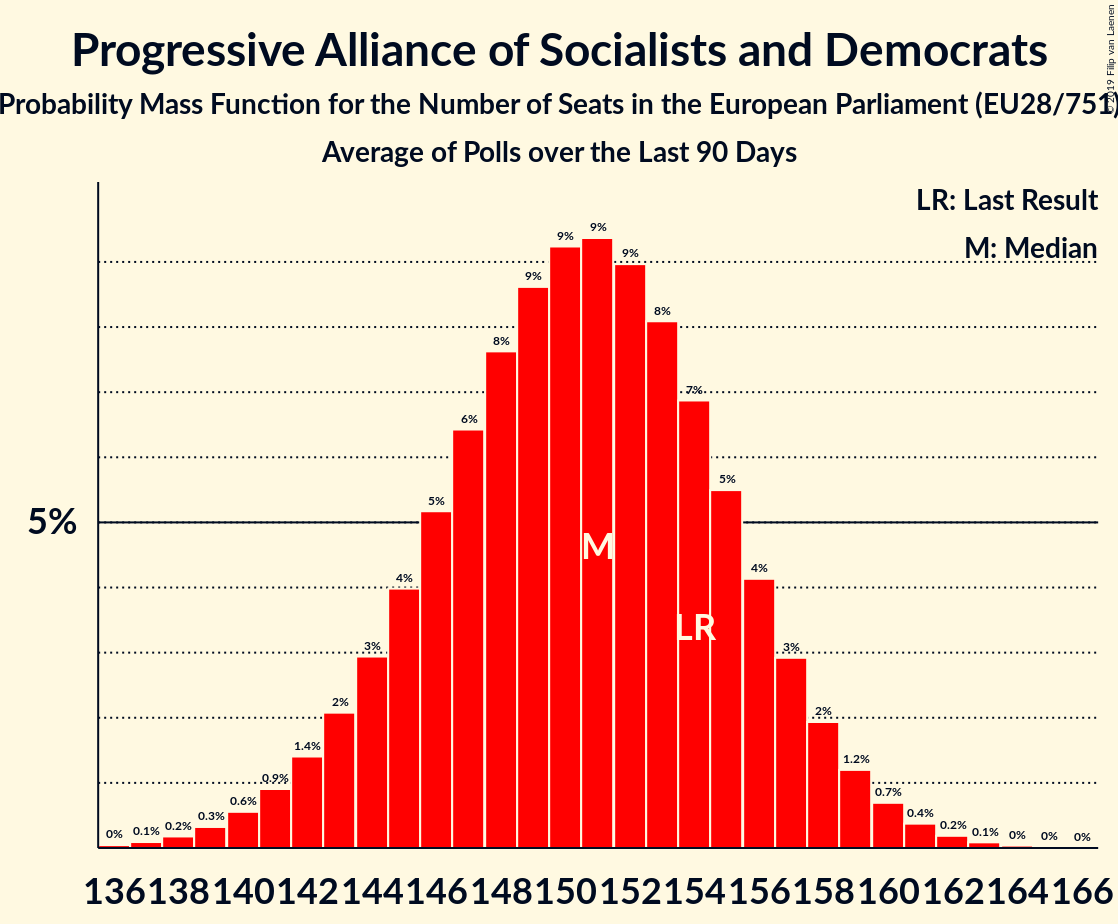 Progressive Alliance of Socialists and Democrats
© 2019 Filip van Laenen
Probability Mass Function for the Number of Seats in the European Parliament (EU28/751)
Average of Polls over the Last 90 Days
LR: Last Result
M: Median
5%
0% 0.1% 0.2% 0.3% 0.6% 0.9% 1.4% 2% 3% 4% 5% 6% 8% 9% 9% 9% 9% 8% 7% 5% 4% 3% 2% 1.2% 0.7% 0.4% 0.2% 0.1% 0% 0% 0%
M
LR
136 138 140 142 144 146 148 150 152 154 156 158 160 162 164 166